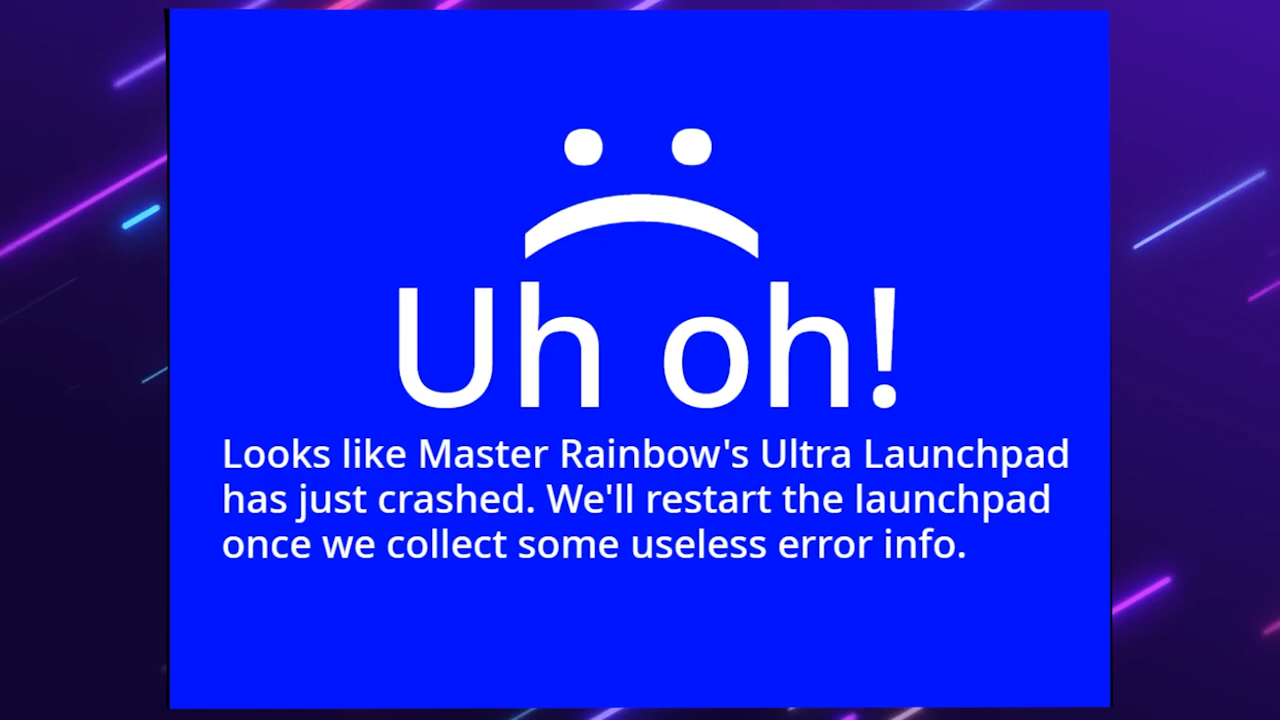 Uh oh!
Looks like Master Rainbow's Ultra Launchpad
has just crashed. We'll restart the launchpad
once we collect some useless error info.